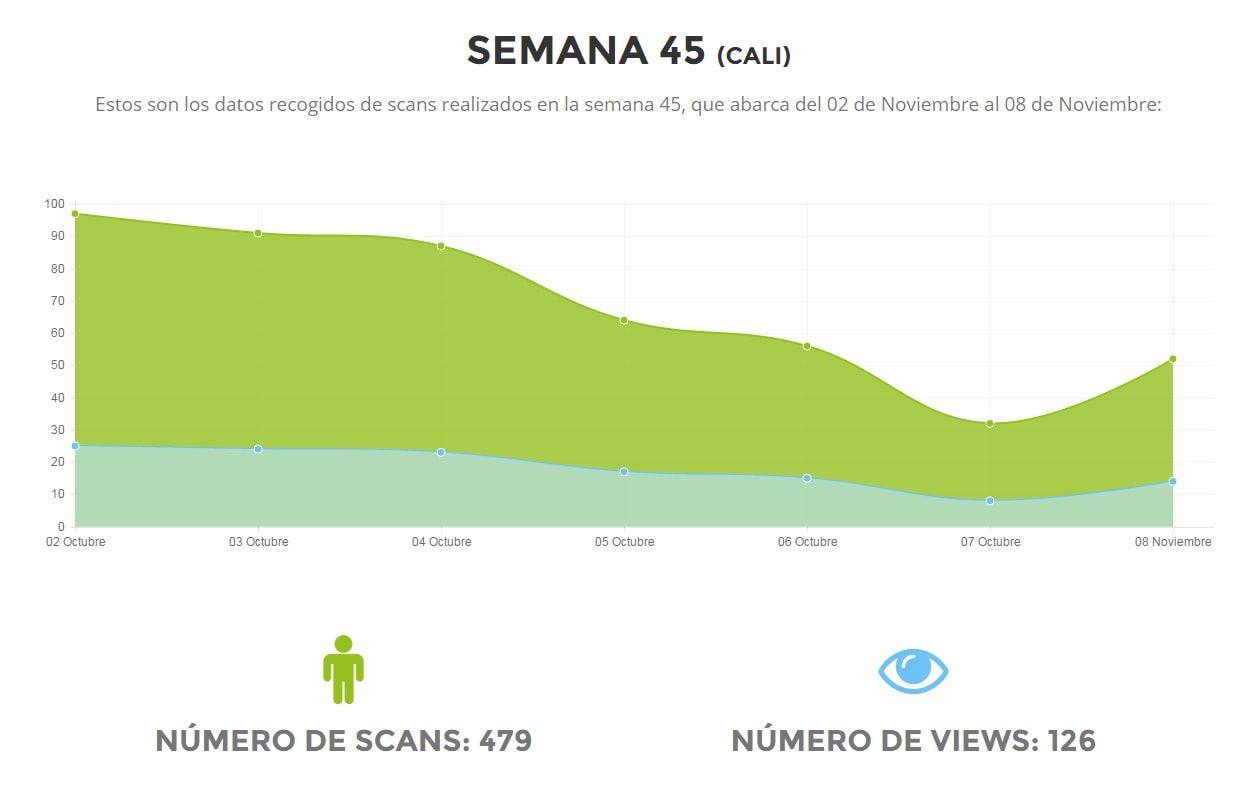 SEMANA 45 (CALI)
Estos son los datos recogidos de scans realizados en la semana 45, que abarca del 02 de Noviembre al 08 de Noviembre:
100
90
80
70
60
50
40
30
20
10
0
02 Octubre 03 Octubre 04 Octubre 05 Octubre 06 Octubre 07 Octubre 08 Noviembre
NÚMERO DE SCANS: 479 NÚMERO DE VIEWS: 126